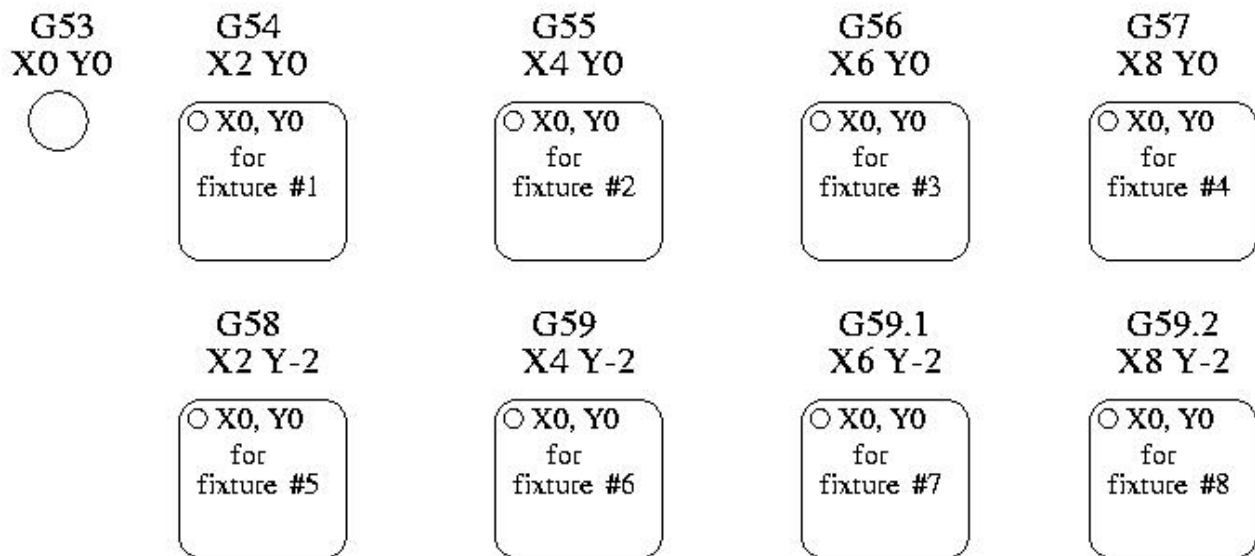 G53
X0 Y0
G54
X2 Y0
X0, Y0
for
fixture #1
G55
X4 Y0
X0, Y0
for
fixture #2
G56
X6 Y0
X0, Y0
for
fixture #3
G57
X8 Y0
X0, Y0
for
fixture #4
G58
X2 Y-2
X0, Y0
for
fixture #5
G59
X4 Y-2
X0, Y0
for
fixture #6
G59.1
X6 Y-2
X0, Y0
for
fixture #7
G59.2
X8 Y-2
X0, Y0
for
fixture #8